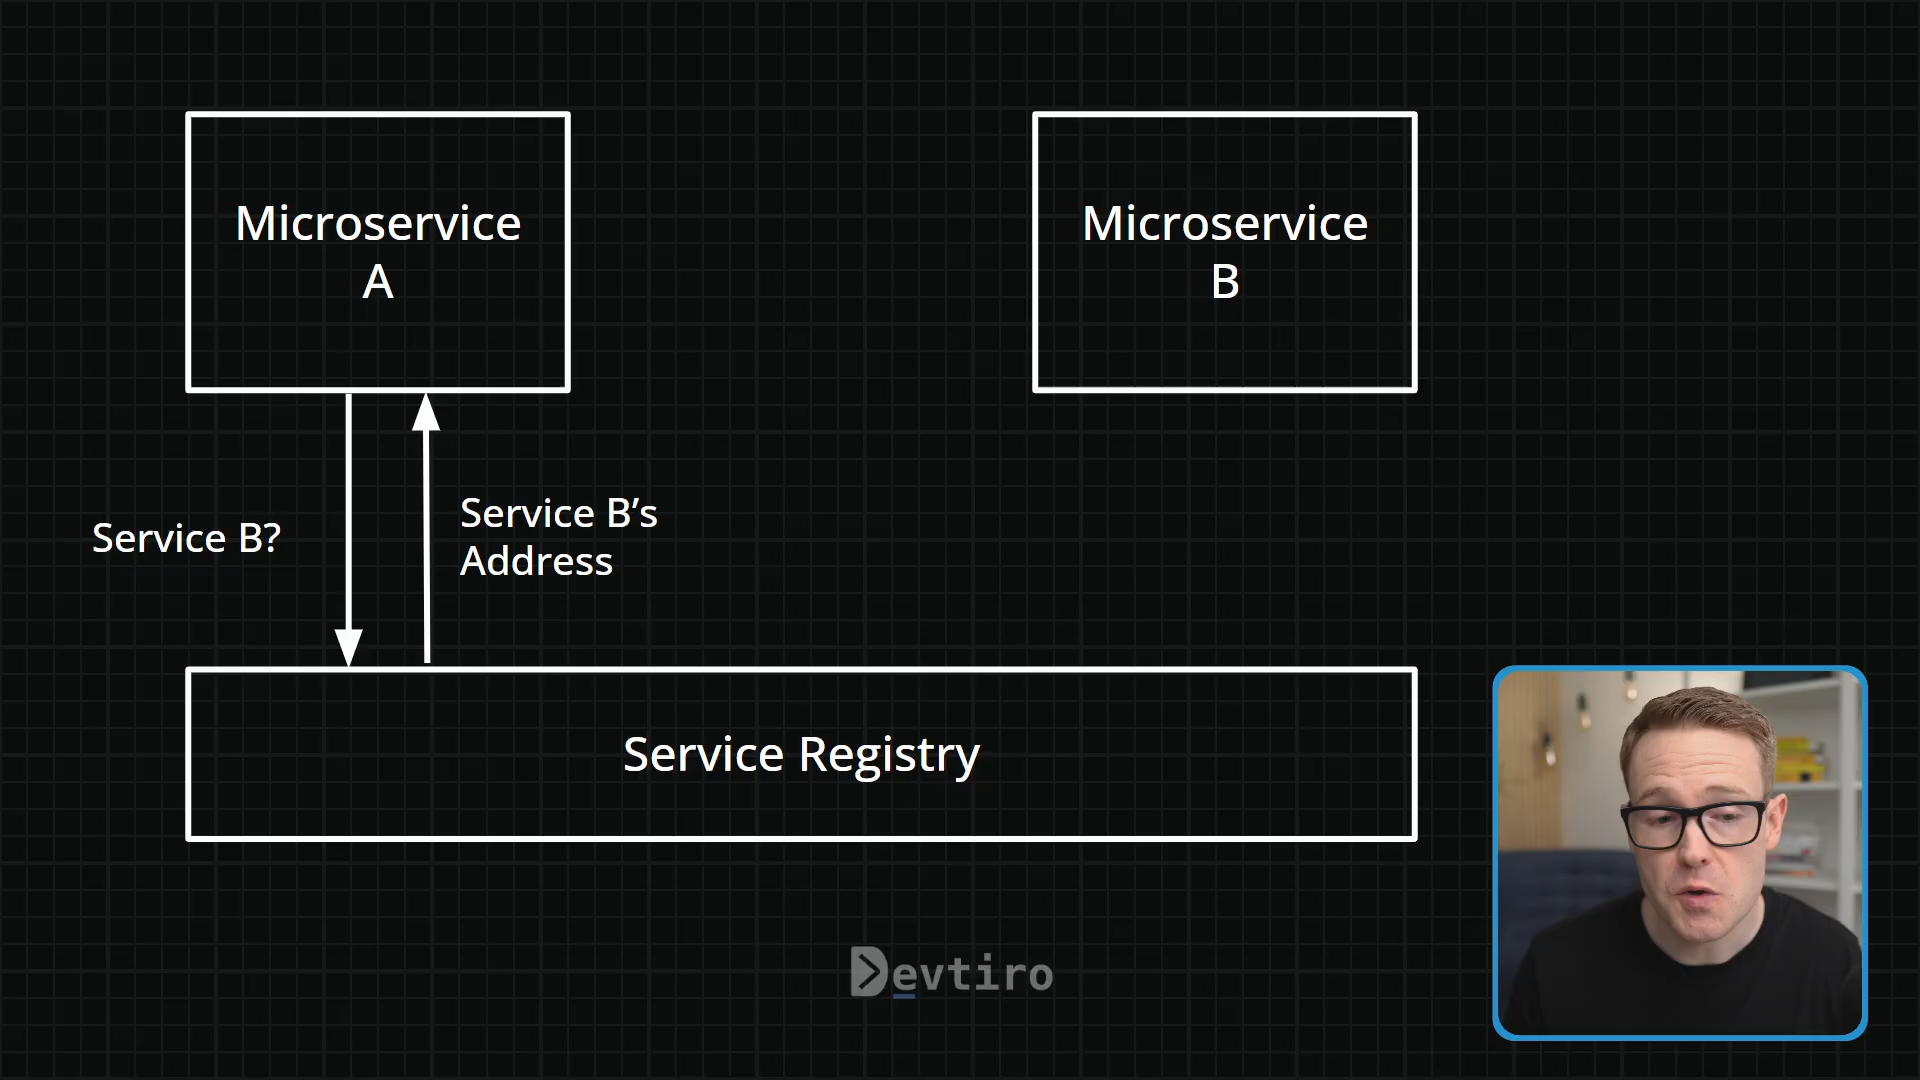 Microservice
A
Microservice
B
Service B?
Service B’s
Address
Service Registry
Devtiro